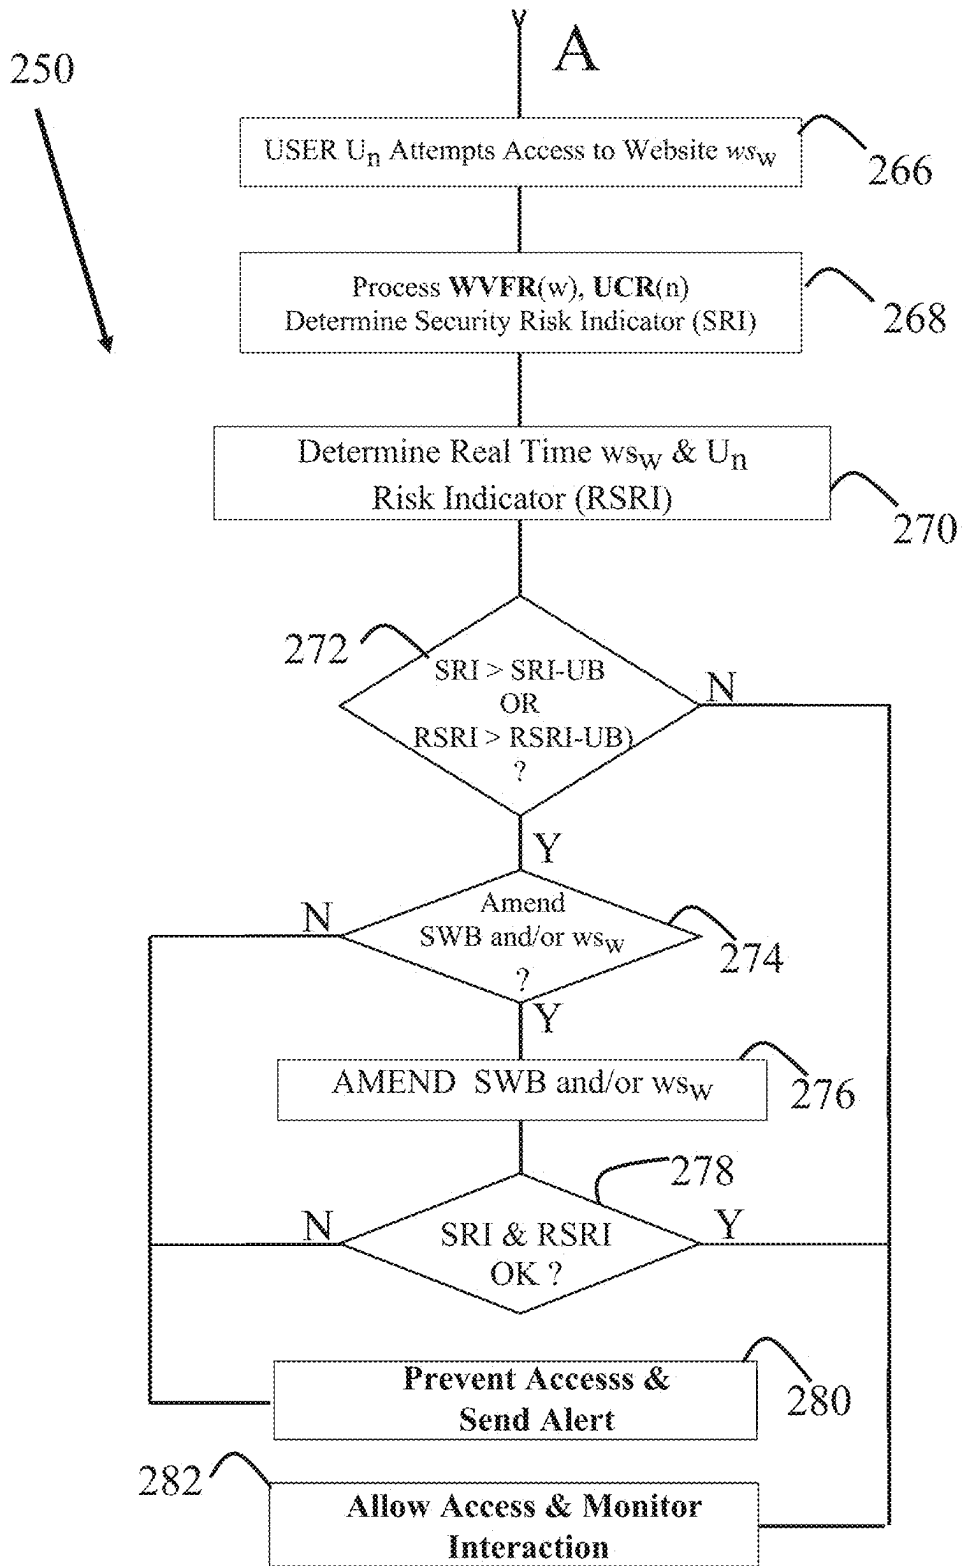 A
250
USER Un Attempts Access to Website wsw
266
Process WVFR(w), UCR(n)
Determine Security Risk Indicator (SRI)
268
Determine Real Time wsw & Un
Risk Indicator (RSRI)
270
272
SRI > SRI-UB
OR
RSRI > RSRI-UB)
?
N
Y
Amend
SWB and/or wsw
?
N
274
Y
AMEND SWB and/or wsw
276
278
SRI & RSRI
OK ?
N
Y
Prevent Accesss &
Send Alert
280
282
Allow Access & Monitor
Interaction